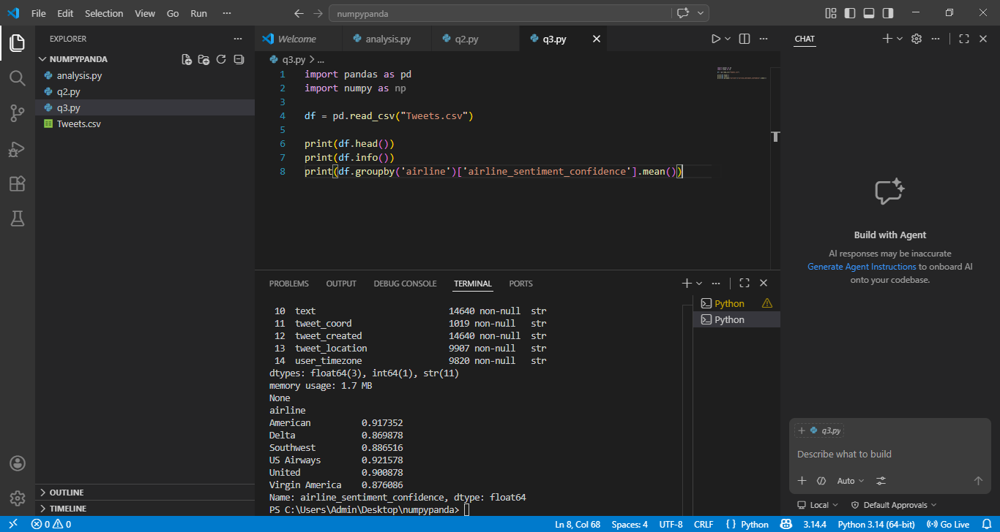 File Edit Selection View Go Run ···
numpypanda
EXPLORER
NUMPYPANDA
analysis.py
q2.py
q3.py
Tweets.csv
OUTLINE
TIMELINE
Welcome analysis.py q2.py q3.py
q3.py > ...
1 import pandas as pd
2 import numpy as np
3
4 df = pd.read_csv("Tweets.csv")
5
6 print(df.head())
7 print(df.info())
8 print(df.groupby('airline')['airline_sentiment_confidence'].mean())
PROBLEMS OUTPUT DEBUG CONSOLE TERMINAL PORTS
10 text 14640 non-null str
11 tweet_coord 1019 non-null str
12 tweet_created 14640 non-null str
13 tweet_location 9907 non-null str
14 user_timezone 9820 non-null str
dtypes: float64(3), int64(1), str(11)
memory usage: 1.7 MB
None
airline
American 0.917352
Delta 0.869878
Southwest 0.886516
US Airways 0.921578
United 0.900878
Virgin America 0.876086
Name: airline_sentiment_confidence, dtype: float64
PS C:\Users\Admin\Desktop\numpypanda>
Python
Python
CHAT
Build with Agent
AI responses may be inaccurate
Generate Agent Instructions to onboard AI
onto your codebase.
q3.py
Describe what to build
Auto
Local Default Approvals
0 0 Ln 8, Col 68 Spaces: 4 UTF-8 CRLF { } Python 3.14.4 Python 3.14 (64-bit) Go Live